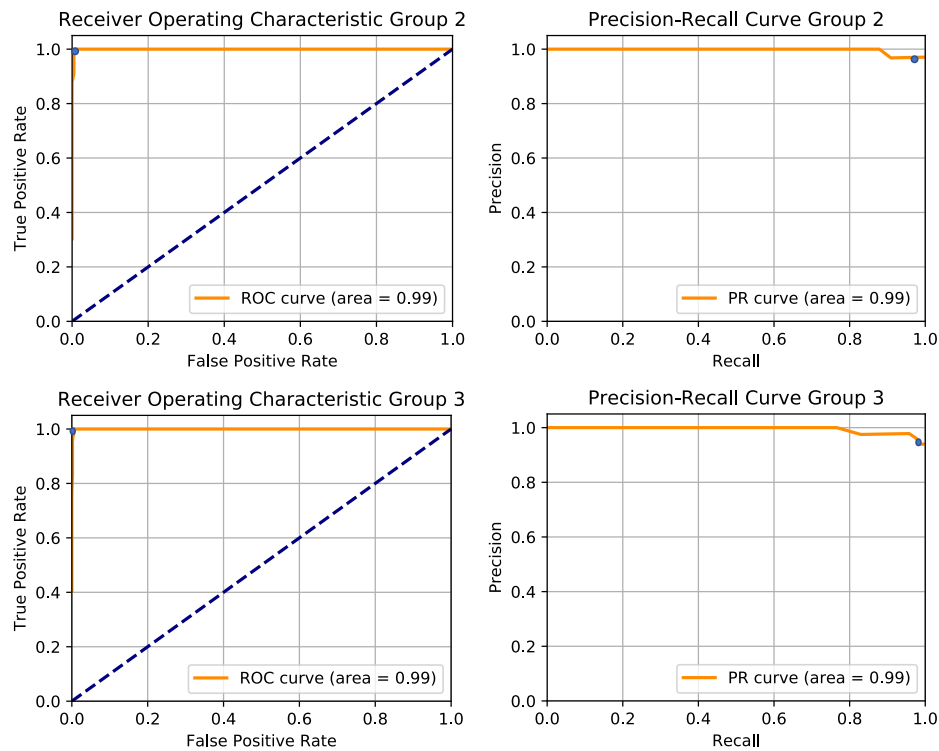 Receiver Operating Characteristic Group 2
True Positive Rate
1.0
0.8
0.6
0.4
0.2
0.0
ROC curve (area = 0.99)
0.0 0.2 0.4 0.6 0.8 1.0
False Positive Rate
Precision-Recall Curve Group 2
Precision
1.0
0.8
0.6
0.4
0.2
0.0
PR curve (area = 0.99)
0.0 0.2 0.4 0.6 0.8 1.0
Recall
Receiver Operating Characteristic Group 3
True Positive Rate
1.0
0.8
0.6
0.4
0.2
0.0
ROC curve (area = 0.99)
0.0 0.2 0.4 0.6 0.8 1.0
False Positive Rate
Precision-Recall Curve Group 3
Precision
1.0
0.8
0.6
0.4
0.2
0.0
PR curve (area = 0.99)
0.0 0.2 0.4 0.6 0.8 1.0
Recall